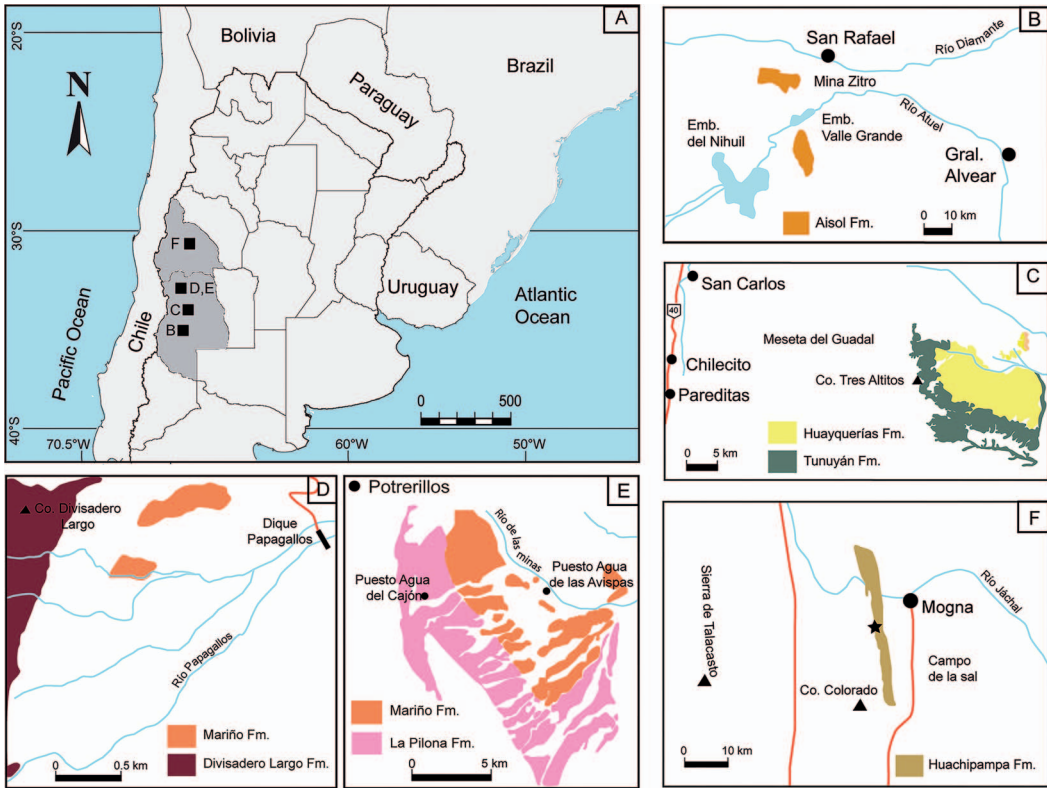 A
20°S
Bolivia
Brazil
Paraguay
N
30°S
F
D,E
C
B
Uruguay
Atlantic
Ocean
Pacific Ocean
Chile
0
500
40°S
70.5°W
60°W
50°W
B
San Rafael
Río Diamante
Mina Zitro
Río Atuel
Emb.
del Nihuil
Emb.
Valle Grande
Gral.
Alvear
Aisol Fm.
0
10 km
C
San Carlos
40
Meseta del Guadal
Chilecito
Co. Tres Altitos
Pareditas
Huayquerías Fm.
Tunuyán Fm.
0
5 km
D
Co. Divisadero
Largo
Dique
Papagallos
Río Papagallos
Mariño Fm.
Divisadero Largo Fm.
0
0.5 km
E
Potrerillos
Río de las minas
Puesto Agua
de las Avispas
Puesto Agua
del Cajón
Mariño Fm.
La Pilona Fm.
0
5 km
F
Sierra de Talacasto
Río Jáchal
Mogna
Campo
de la sal
Co. Colorado
0
10 km
Huachipampa Fm.